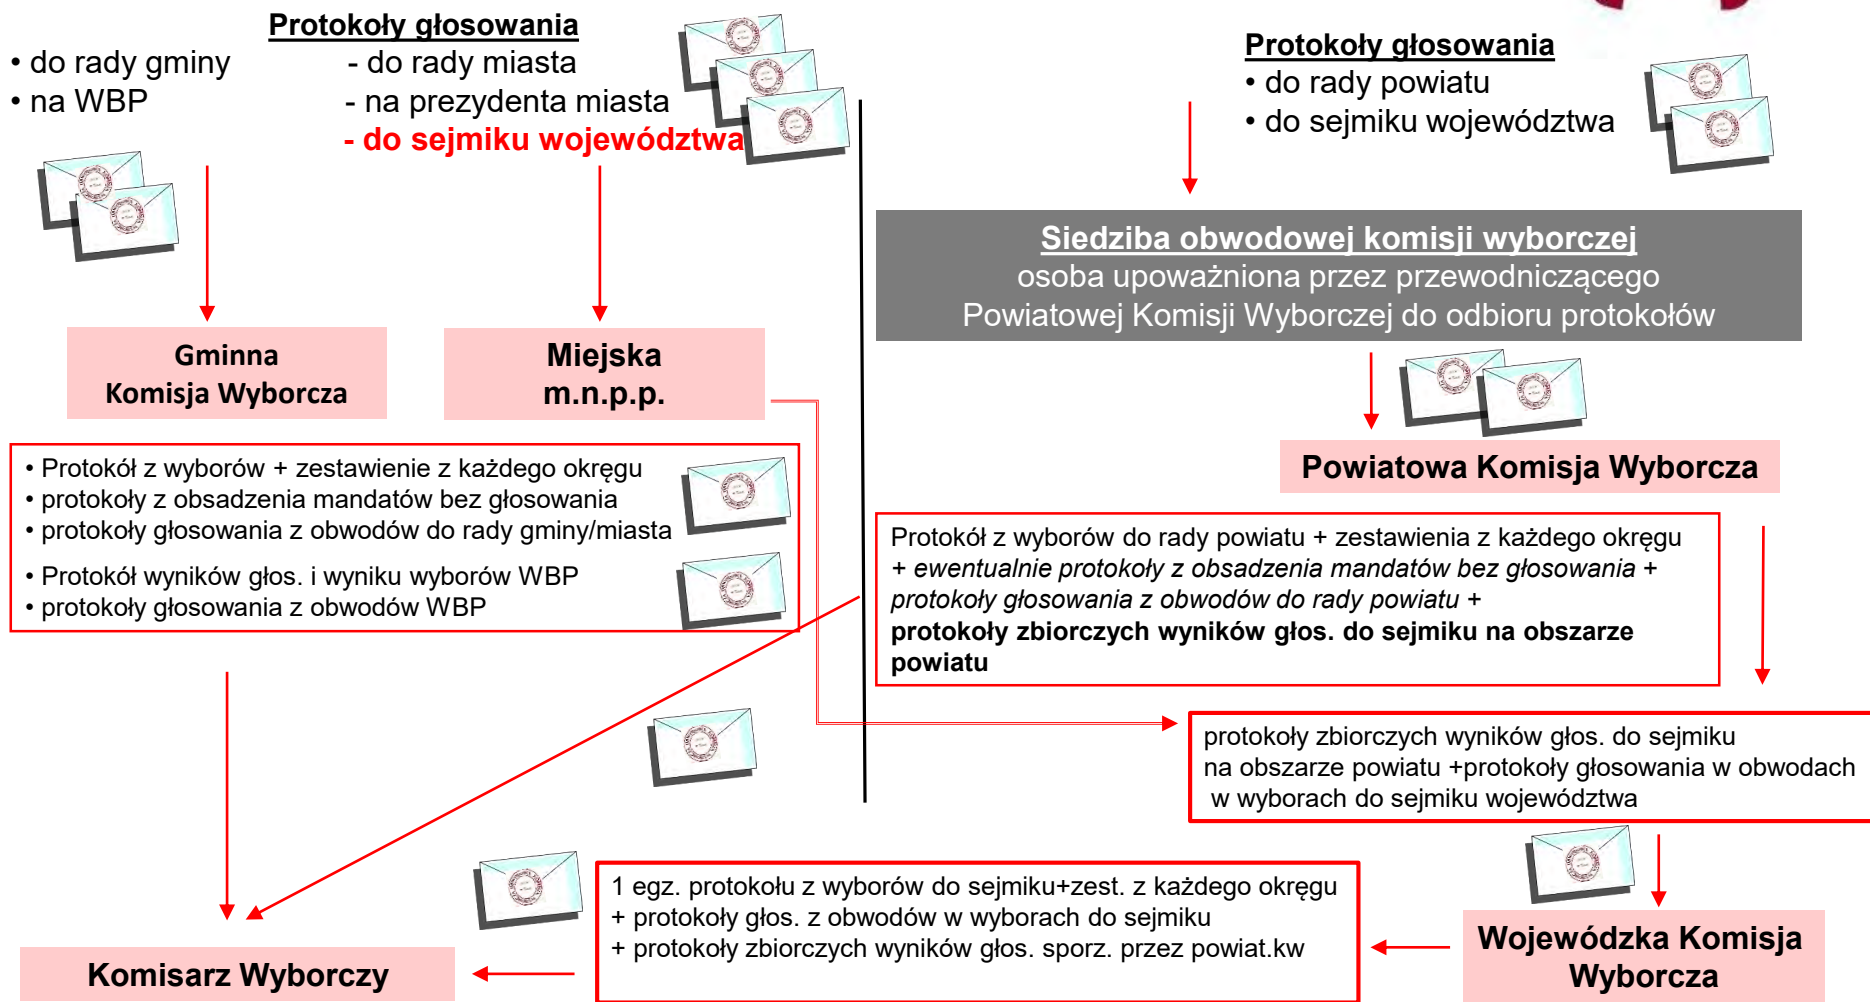 Protokoły głosowania
• do rady gminy
• na WBP
- do rady miasta
- na prezydenta miasta
- do sejmiku województwa
Protokoły głosowania
• do rady powiatu
• do sejmiku województwa
Siedziba obwodowej komisji wyborczej
osoba upoważniona przez przewodniczącego
Powiatowej Komisji Wyborczej do odbioru protokołów
Gminna
Komisja Wyborcza
Miejska
m.n.p.p.
Powiatowa Komisja Wyborcza
• Protokół z wyborów + zestawienie z każdego okręgu
• protokoły z obsadzenia mandatów bez głosowania
• protokoły głosowania z obwodów do rady gminy/miasta
• Protokół wyników głos. i wyniku wyborów WBP
• protokoły głosowania z obwodów WBP
Protokół z wyborów do rady powiatu + zestawienia z każdego okręgu
+ ewentualnie protokoły z obsadzenia mandatów bez głosowania +
protokoły głosowania z obwodów do rady powiatu +
protokoły zbiorczych wyników głos. do sejmiku na obszarze
powiatu
protokoły zbiorczych wyników głos. do sejmiku
na obszarze powiatu +protokoły głosowania w obwodach
w wyborach do sejmiku województwa
1 egz. protokołu z wyborów do sejmiku+zest. z każdego okręgu
+ protokoły głos. z obwodów w wyborach do sejmiku
+ protokoły zbiorczych wyników głos. sporz. przez powiat.kw
Wojewódzka Komisja
Wyborcza
Komisarz Wyborczy